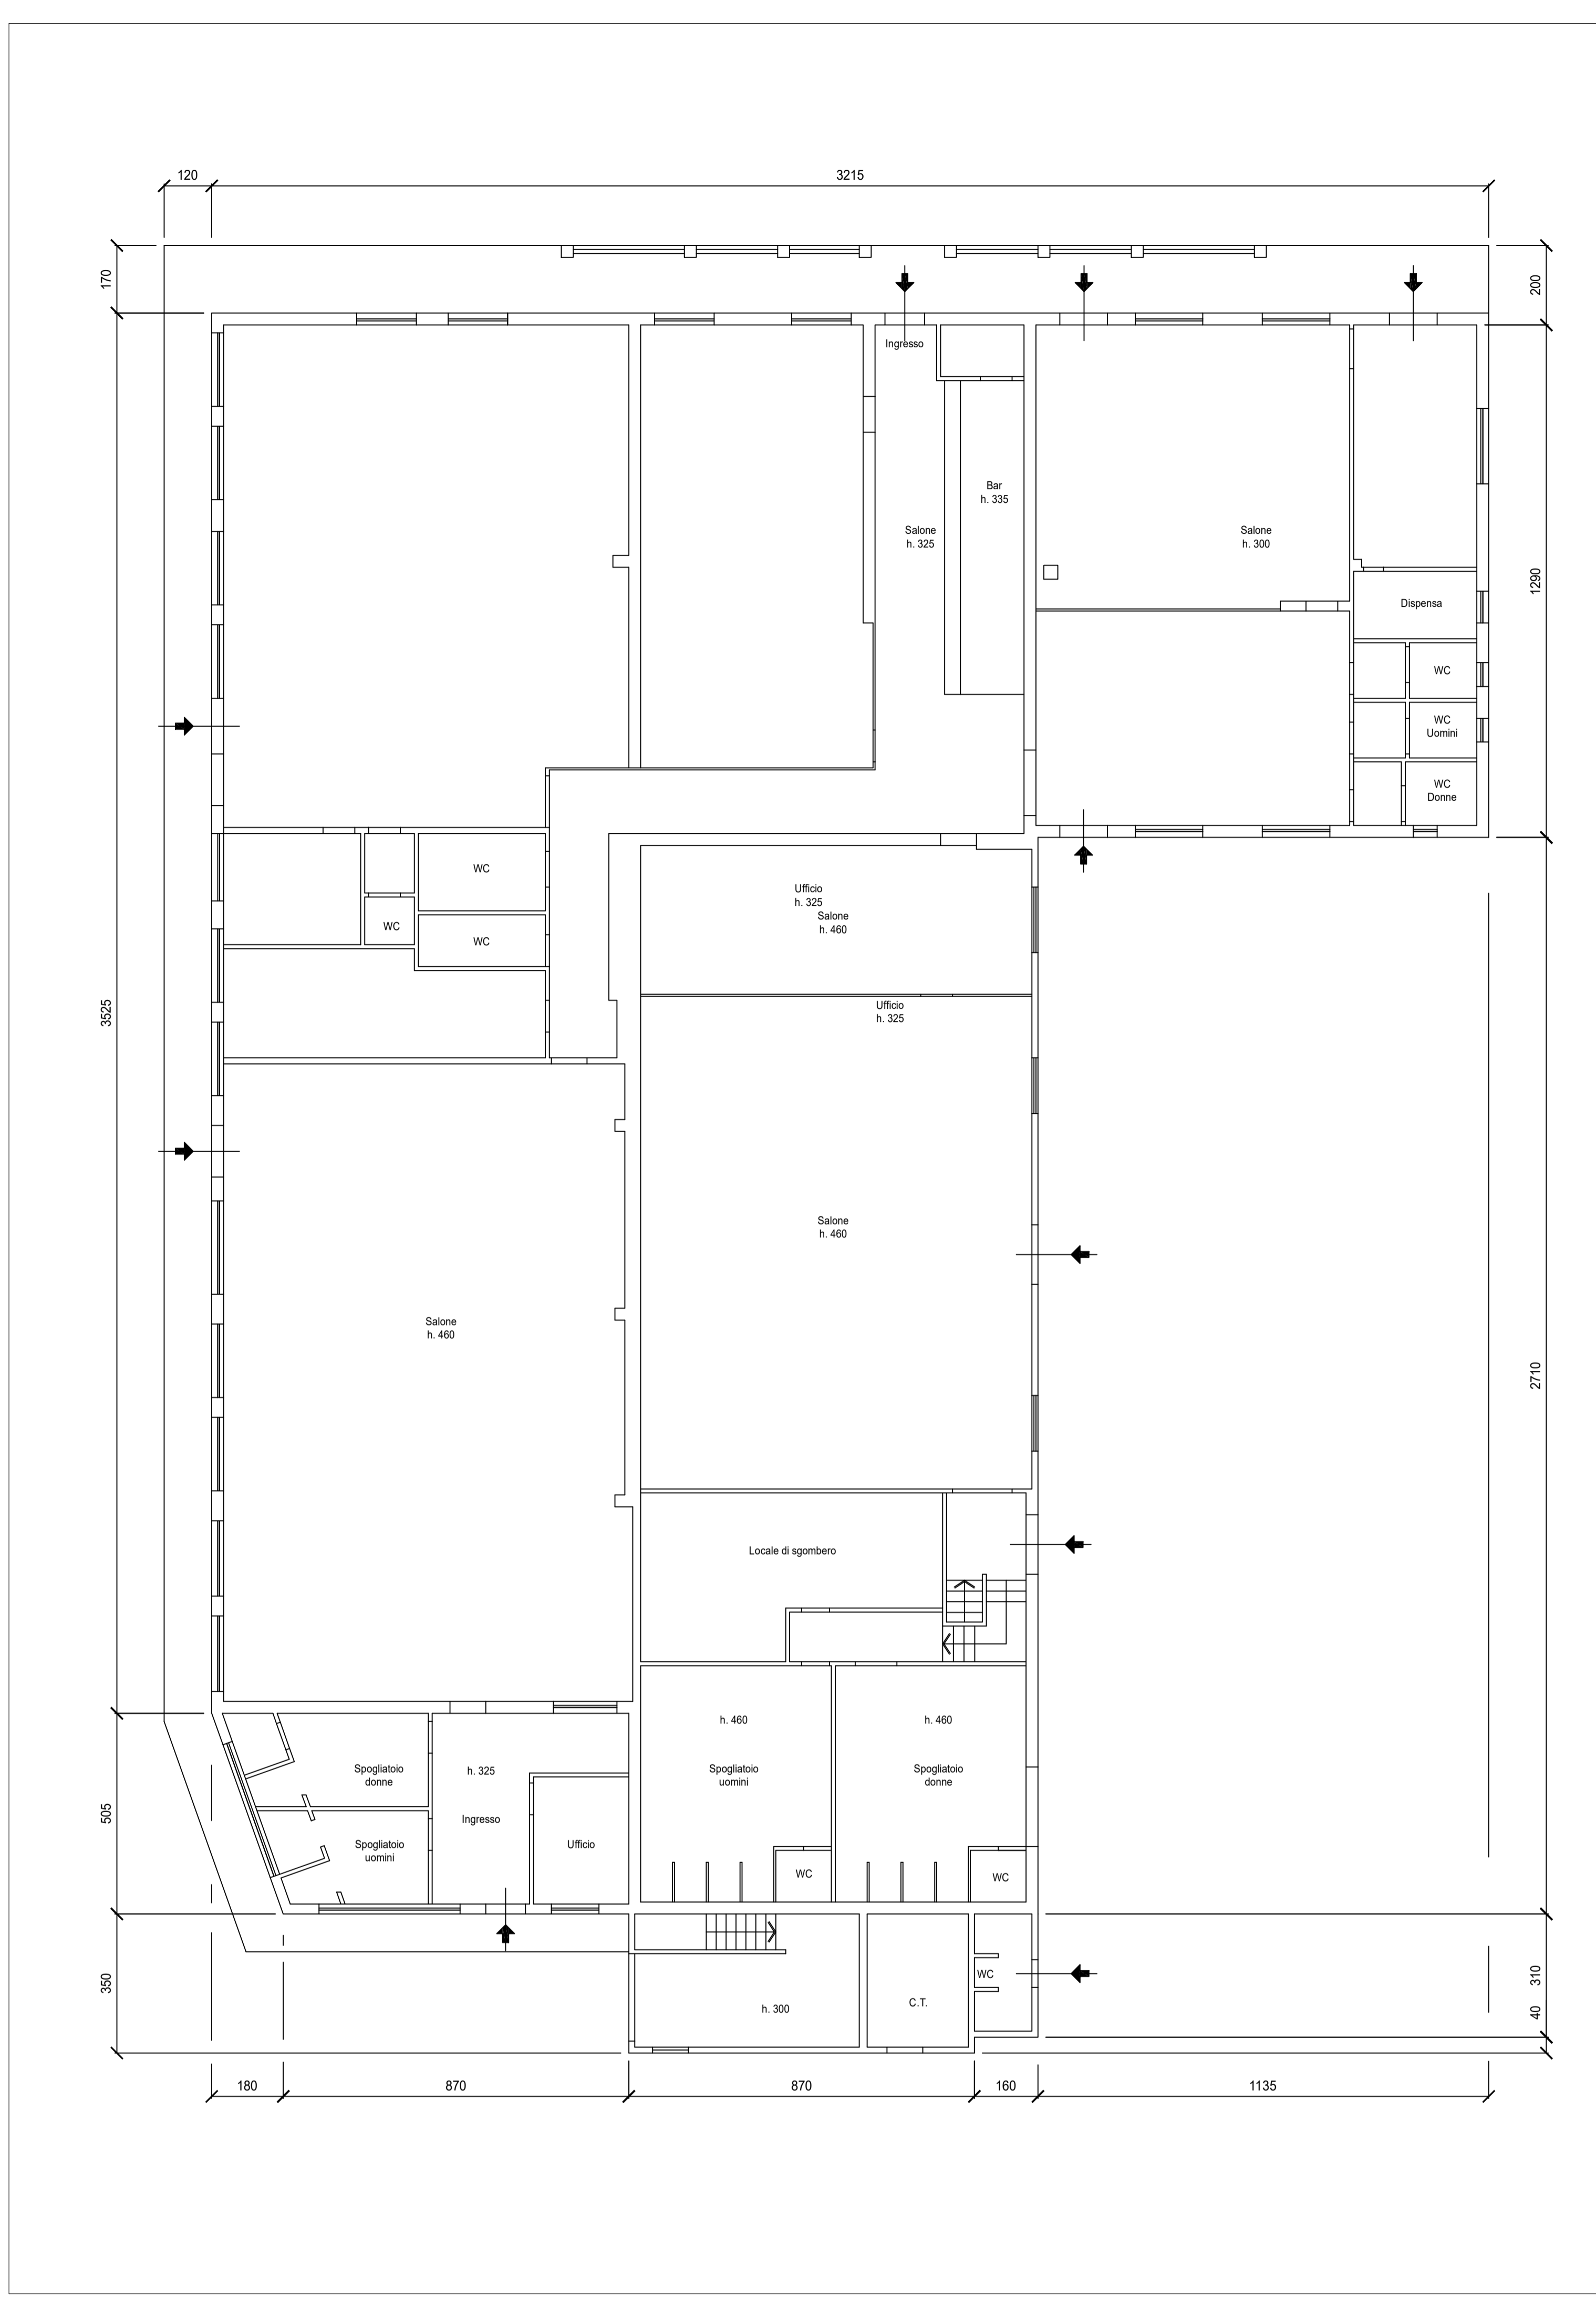 120
3215
170
200
Ingresso
Bar
h. 335
Salone
h. 325
Salone
h. 300
1290
Dispensa
WC
WC
Uomini
WC
Donne
WC
WC
WC
Ufficio
h. 325
Salone
h. 460
Ufficio
h. 325
3525
Salone
h. 460
Salone
h. 460
2710
Locale di sgombero
h. 460
h. 460
Spogliatoio
donne
h. 325
Spogliatoio
uomini
Spogliatoio
donne
505
Ingresso
Spogliatoio
uomini
Ufficio
WC
WC
350
WC
310
h. 300
C.T.
40
180
870
870
160
1135